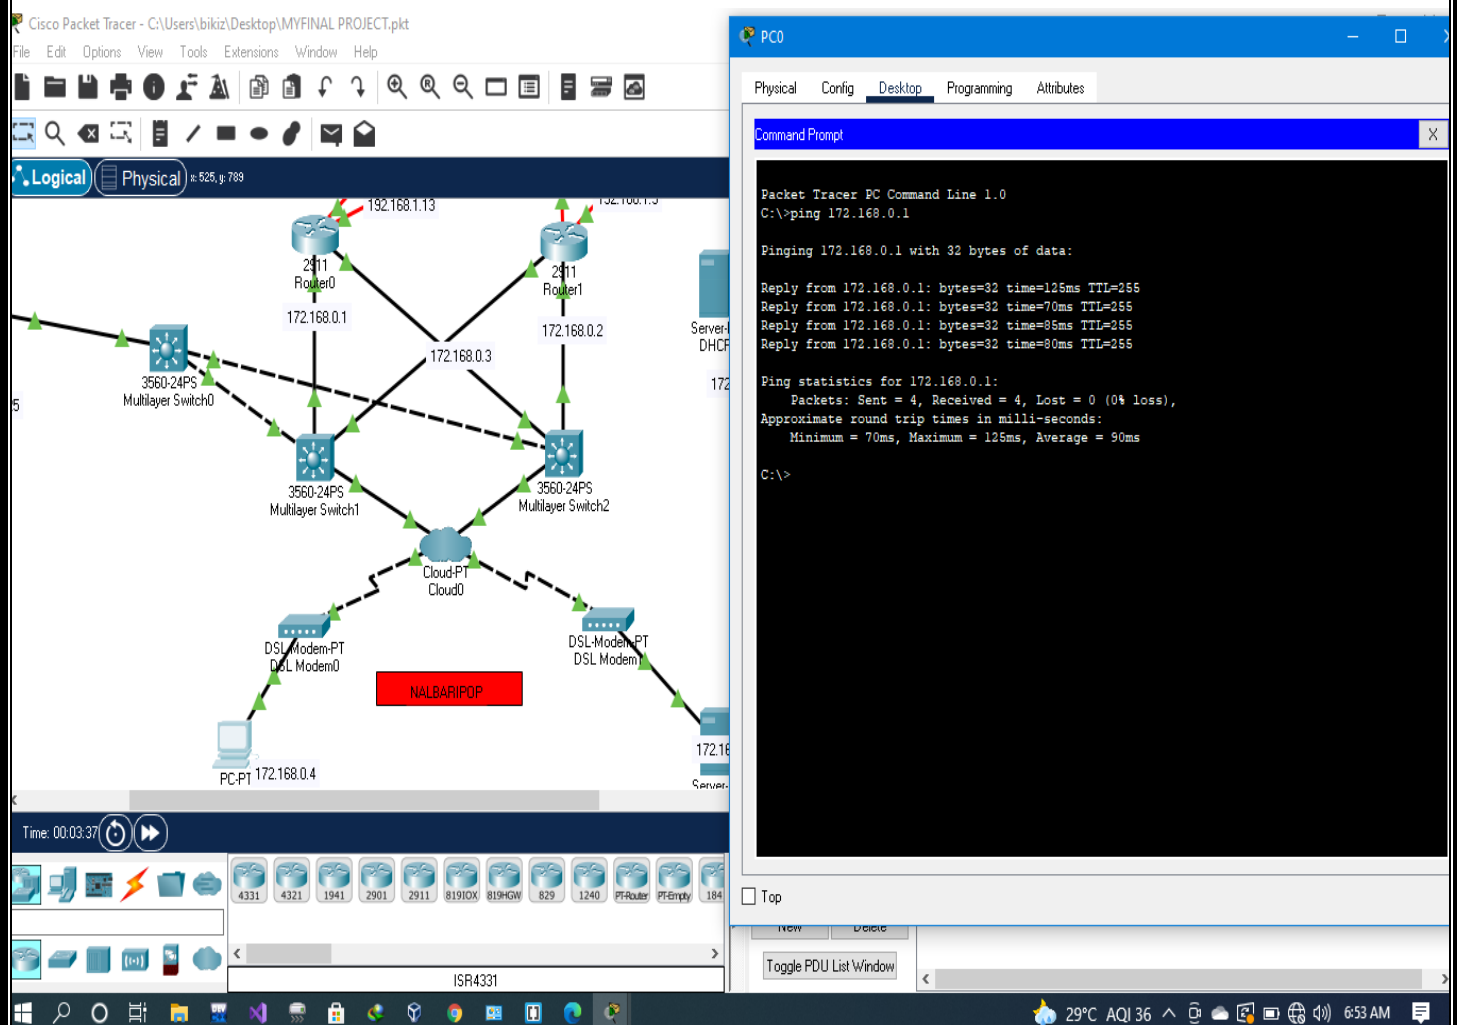 Cisco Packet Tracer - C:\Users\bikiz\Desktop\MYFINAL PROJECT.pkt
File Edit Options View Tools Extensions Window Help
Logical Physical x: 525, y: 789
192.168.1.13
2911
Router0
172.168.0.1
2911
Router1
172.168.0.2
172.168.0.3
3560-24PS
Multilayer Switch0
5
Server-
DHCP
172
3560-24PS
Multilayer Switch1
3560-24PS
Multilayer Switch2
Cloud-PT
Cloud0
DSL-Modem-PT
DSL Modem0
DSL-Modem-PT
DSL Modem1
NALBARIPOP
PC-PT
172.168.0.4
172.16
Server-
Time: 00:03:37
4331 4321 1941 2901 2911 819IOX 819HGW 829 1240 PT-Router PT-Empty 184
ISR4331
PC0
Physical Config Desktop Programming Attributes
Command Prompt
X
Packet Tracer PC Command Line 1.0
C:\>ping 172.168.0.1
Pinging 172.168.0.1 with 32 bytes of data:
Reply from 172.168.0.1: bytes=32 time=125ms TTL=255
Reply from 172.168.0.1: bytes=32 time=70ms TTL=255
Reply from 172.168.0.1: bytes=32 time=85ms TTL=255
Reply from 172.168.0.1: bytes=32 time=80ms TTL=255
Ping statistics for 172.168.0.1:
Packets: Sent = 4, Received = 4, Lost = 0 (0% loss),
Approximate round trip times in milli-seconds:
Minimum = 70ms, Maximum = 125ms, Average = 90ms
C:\>
Top
New Delete
Toggle PDU List Window
29°C AQI 36 6:53 AM